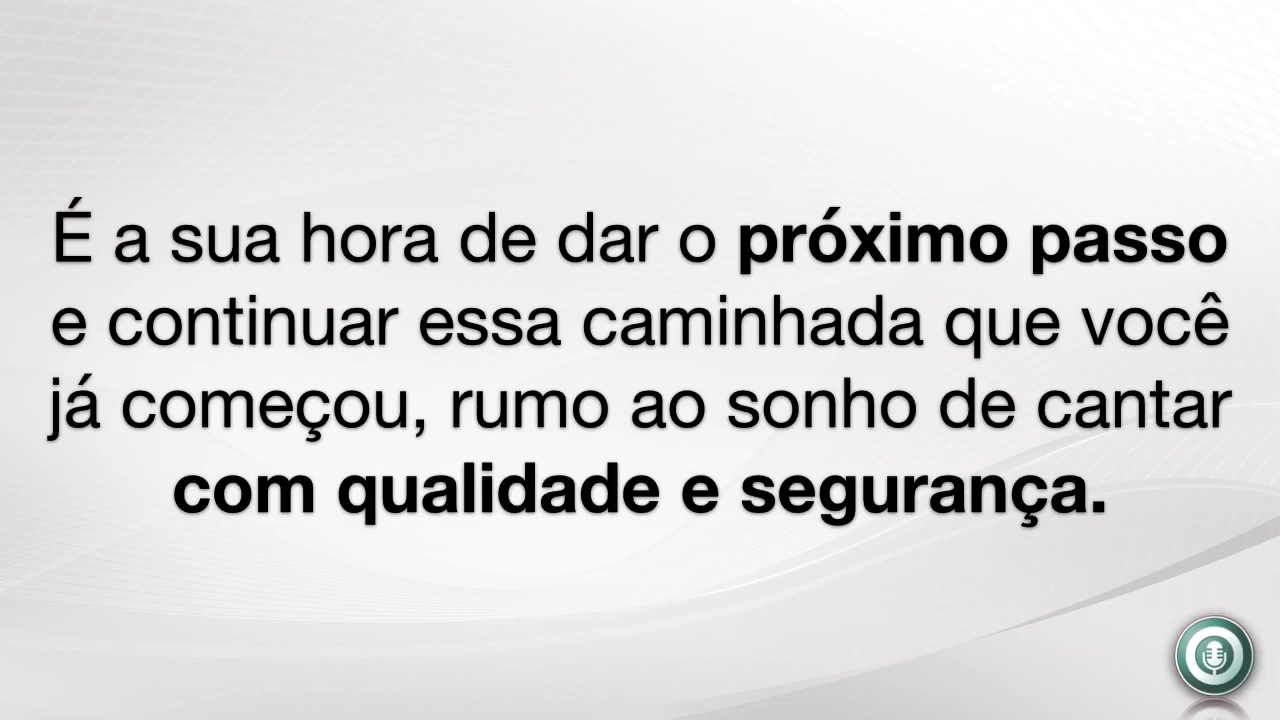 É a sua hora de dar o próximo passo
e continuar essa caminhada que você
já começou, rumo ao sonho de cantar
com qualidade e segurança.